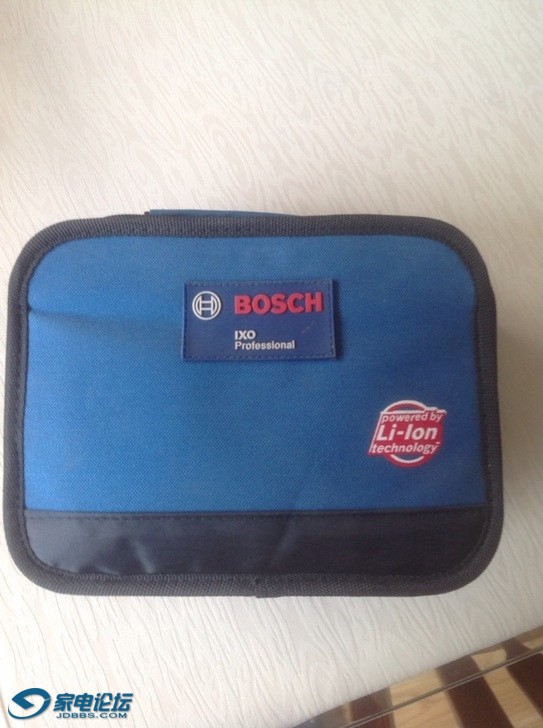 BOSCH
IXO
Professional
powered by
Li-Ion
technology
家电论坛
JDBBS.COM